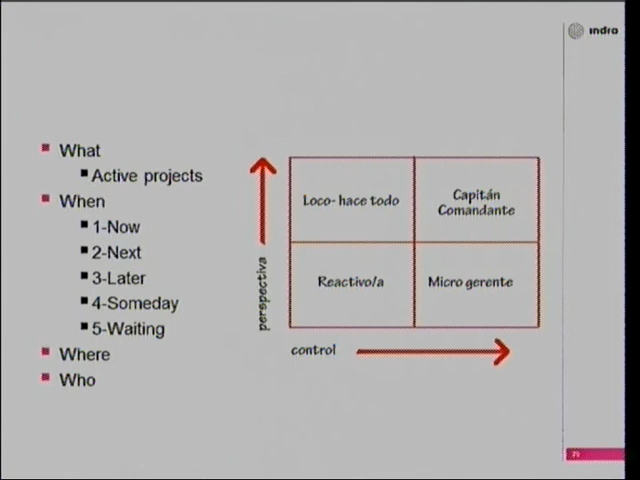 indra
What
Active projects
When
1-Now
2-Next
3-Later
4-Someday
5-Waiting
Where
Who
perspectiva
Loco- hace todo
Capitán
Comandante
Reactivo/a
Micro gerente
control